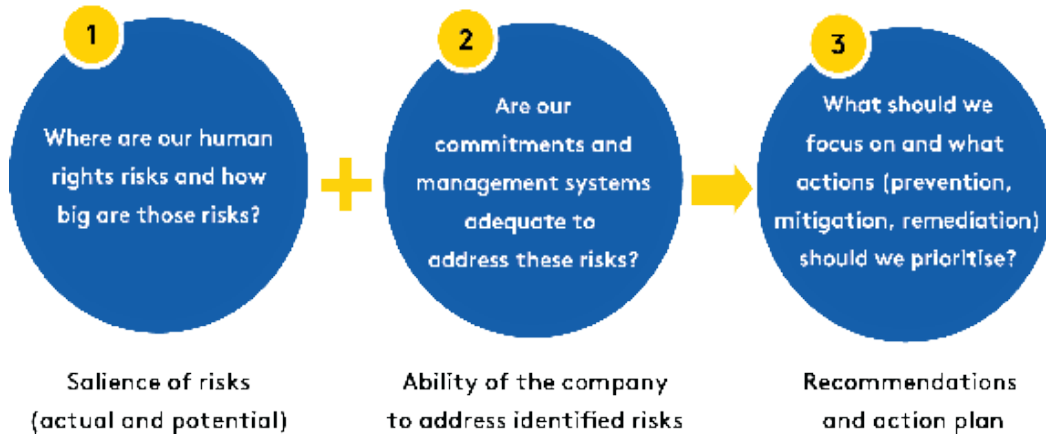 1
Where are our human
rights risks and how
big are those risks?
Salience of risks
(actual and potential)
2
Are our
commitments and
management systems
adequate to
address these risks?
Ability of the company
to address identified risks
3
What should we
focus on and what
actions (prevention,
mitigation, remediation)
should we prioritise?
Recommendations
and action plan